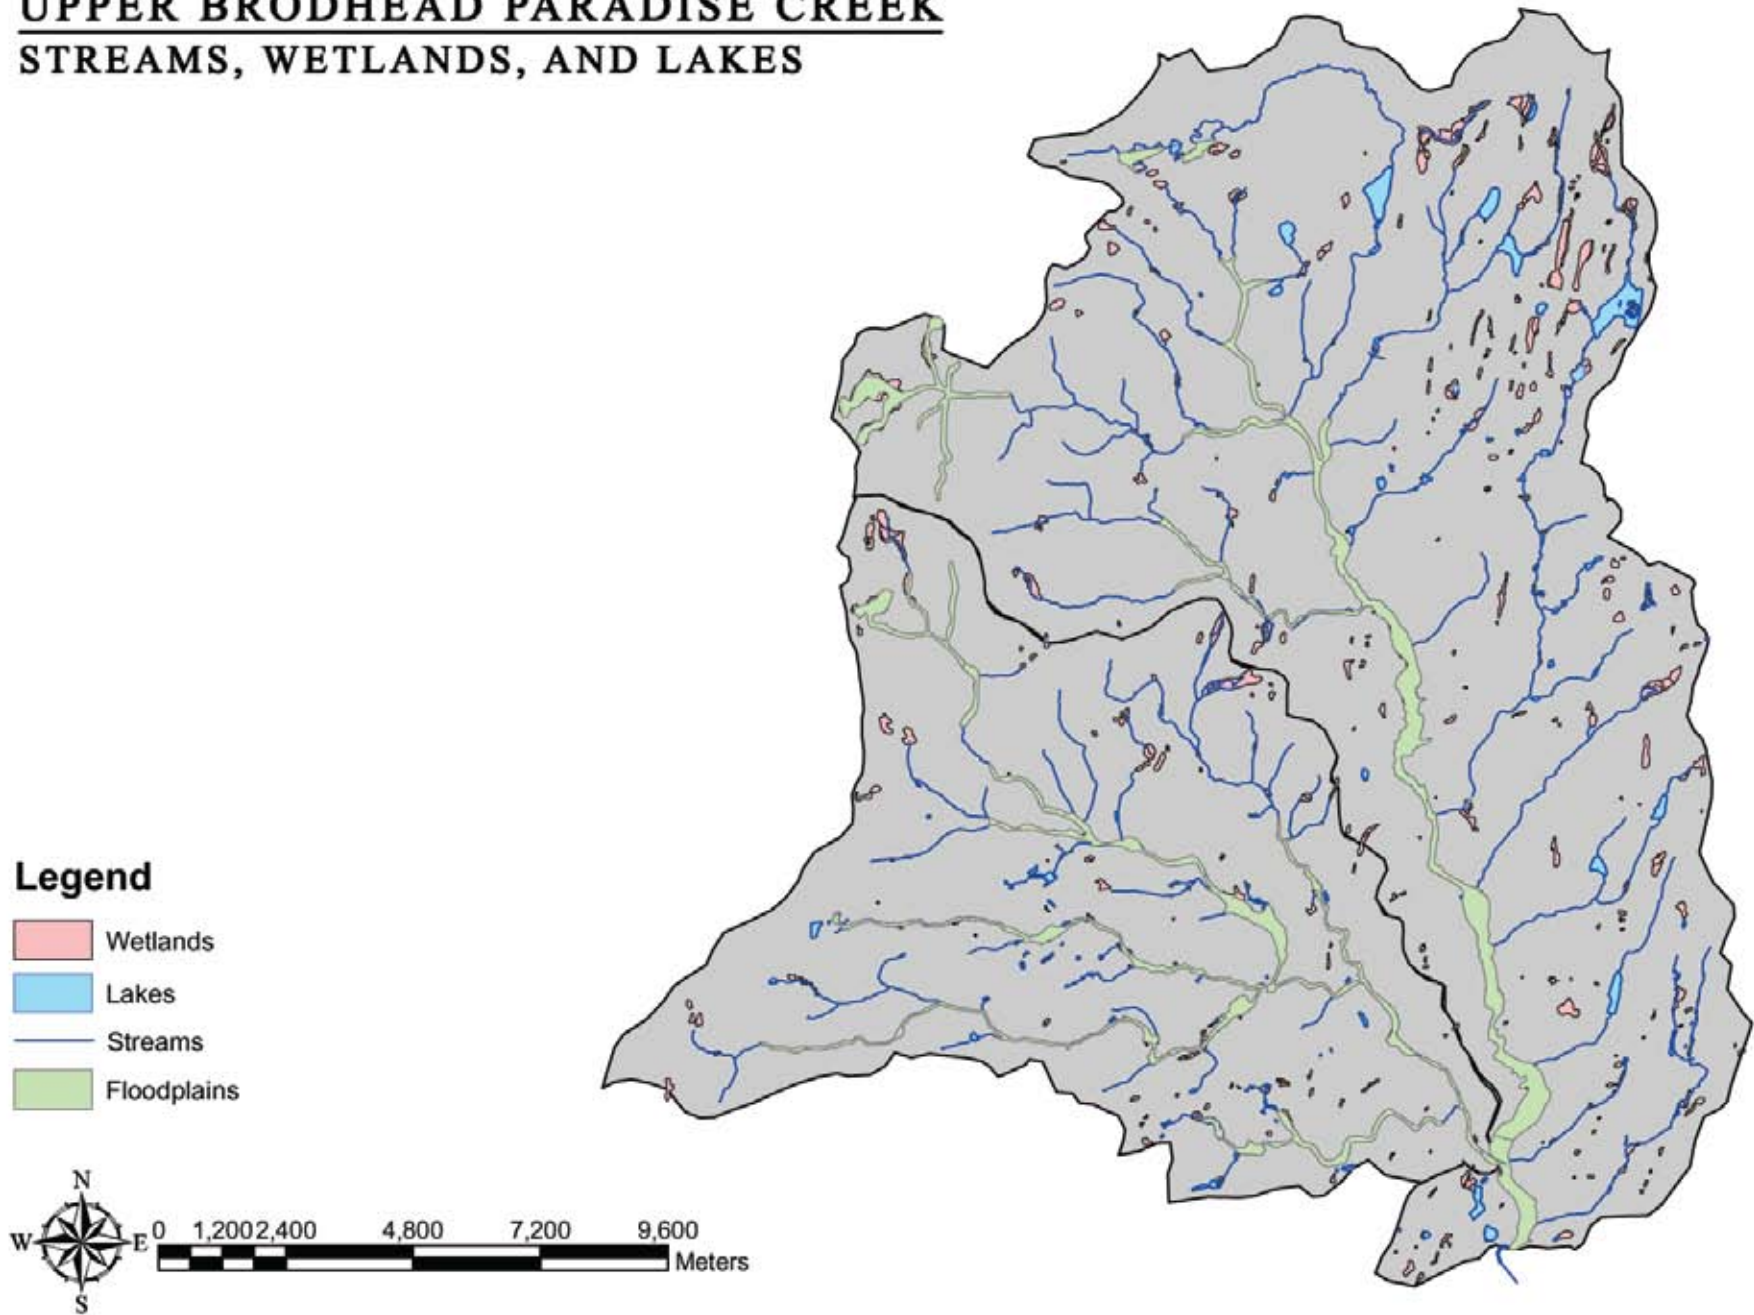 UPPER BRODHEAD PARADISE CREEK
STREAMS, WETLANDS, AND LAKES
Legend
Wetlands
Lakes
Streams
Floodplains
N
W E
S
0 1,200 2,400 4,800 7,200 9,600
Meters